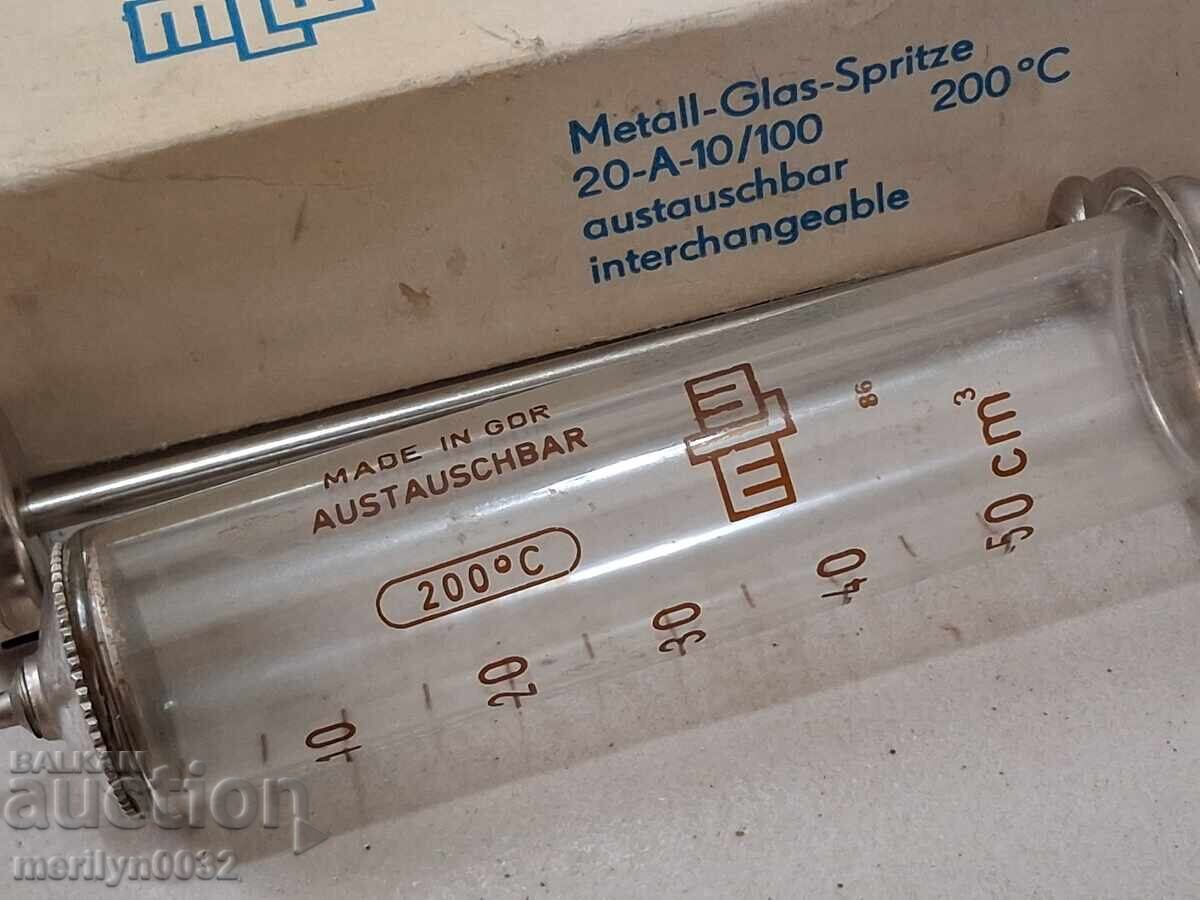 Metall-Glas-Spritze
20-A-10/100 200°C
austauschbar
interchangeable
MADE IN GDR
AUSTAUSCHBAR
200°C
86
10
20
30
40
50 cm³
BALKAN
auction
merilyn0032